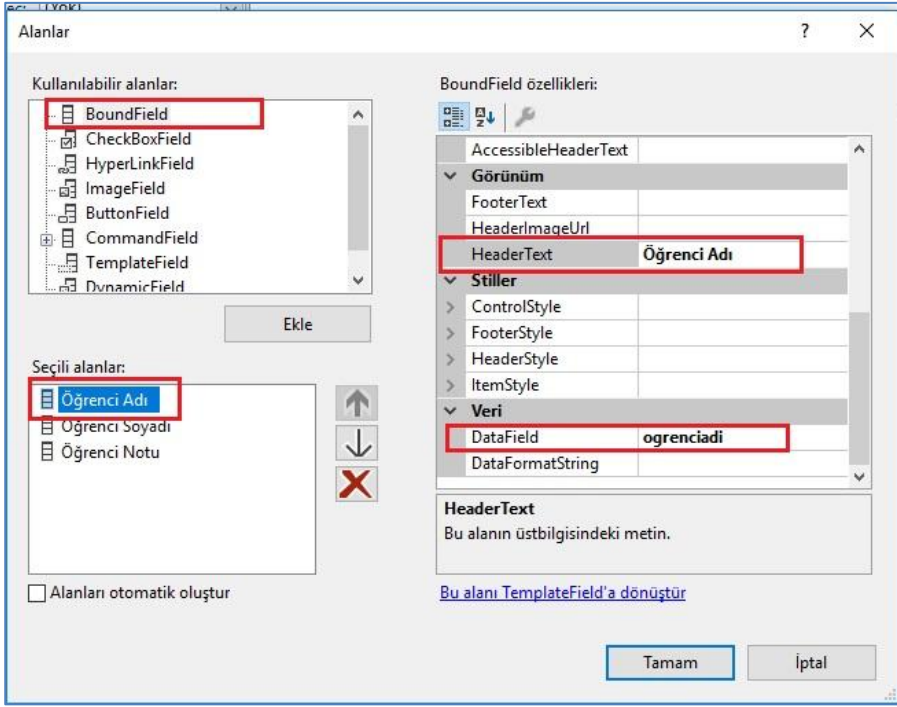 Alanlar
?
Kullanılabilir alanlar:
BoundField
CheckBoxField
HyperLinkField
ImageField
ButtonField
CommandField
TemplateField
DynamicField
Ekle
Seçili alanlar:
Öğrenci Adı
Öğrenci Soyadı
Öğrenci Notu
Alanları otomatik oluştur
BoundField özellikleri:
AccessibleHeaderText
Görünüm
FooterText
HeaderImageUrl
HeaderText Öğrenci Adı
Stiller
ControlStyle
FooterStyle
HeaderStyle
ItemStyle
Veri
DataField ogrenciadi
DataFormatString
HeaderText
Bu alanın üstbilgisindeki metin.
Bu alanı TemplateField'a dönüştür
Tamam İptal